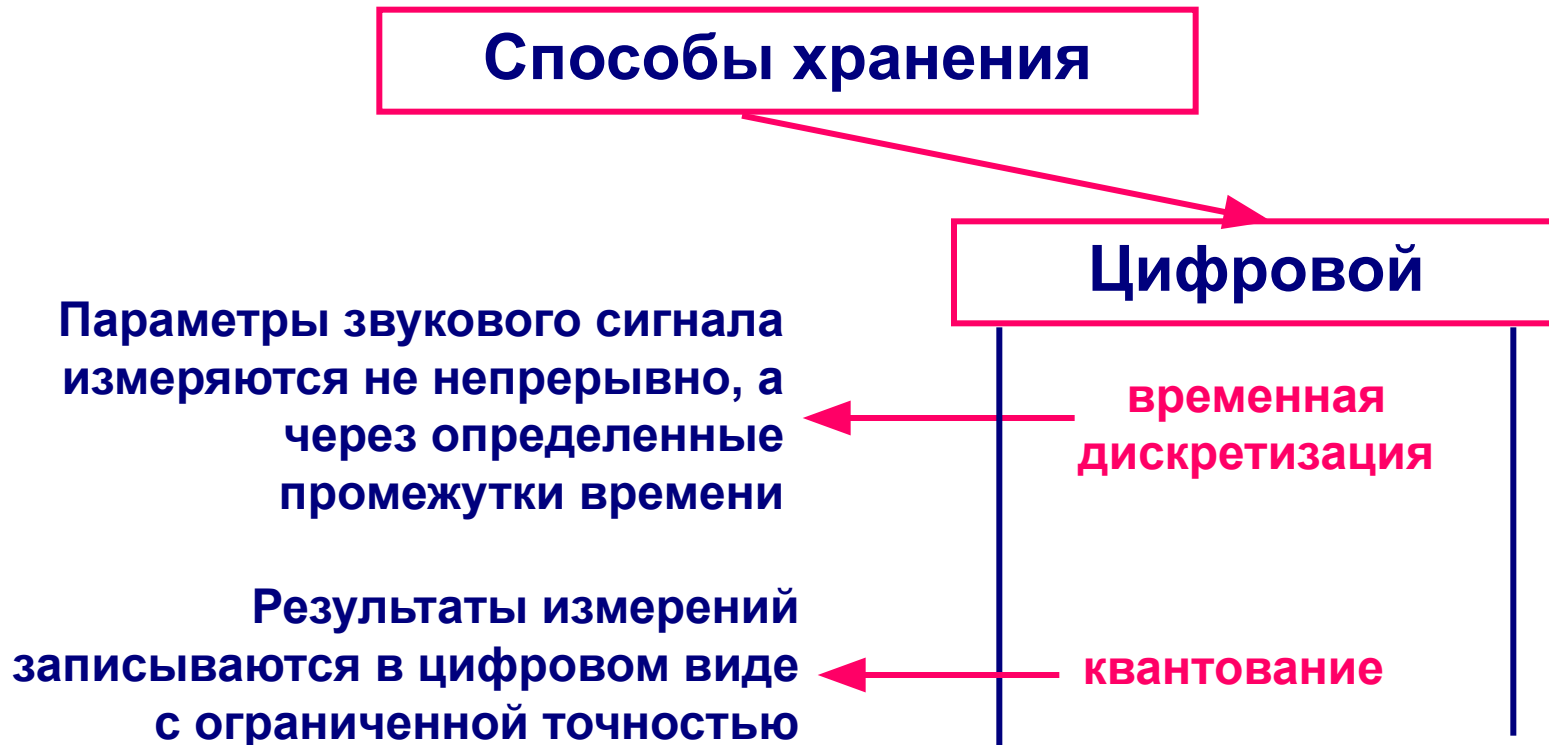 Способы хранения
Цифровой
Параметры звукового сигнала
измеряются не непрерывно, а
через определенные
промежутки времени
временная
дискретизация
Результаты измерений
записываются в цифровом виде
с ограниченной точностью
квантование